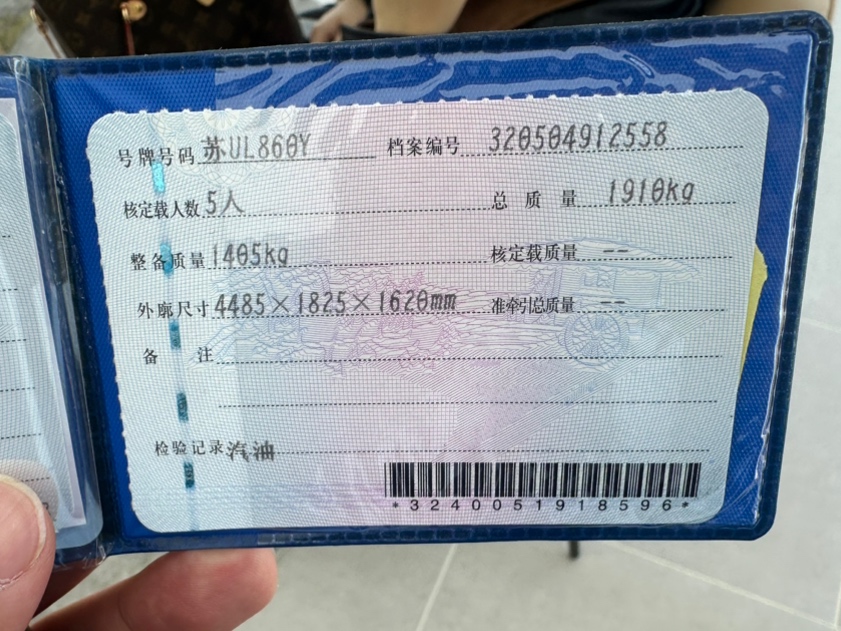 号牌号码 苏UL860Y 档案编号 320504912558
核定载人数 5人 总质量 1910kg
整备质量 1405kg 核定载质量 --
外廓尺寸 4485×1825×1620mm 准牵引总质量 --
备注
检验记录 汽油
*3240051918596*